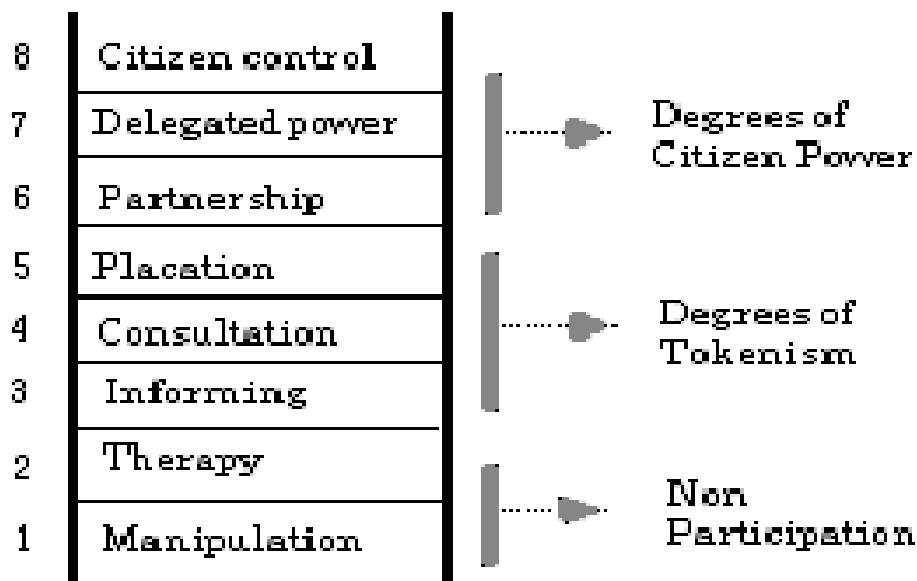 8 Citizen control
7 Delegated power
6 Partnership
5 Placation
4 Consultation
3 Informing
2 Therapy
1 Manipulation
Degrees of
Citizen Power
Degrees of
Tokenism
Non
Participation